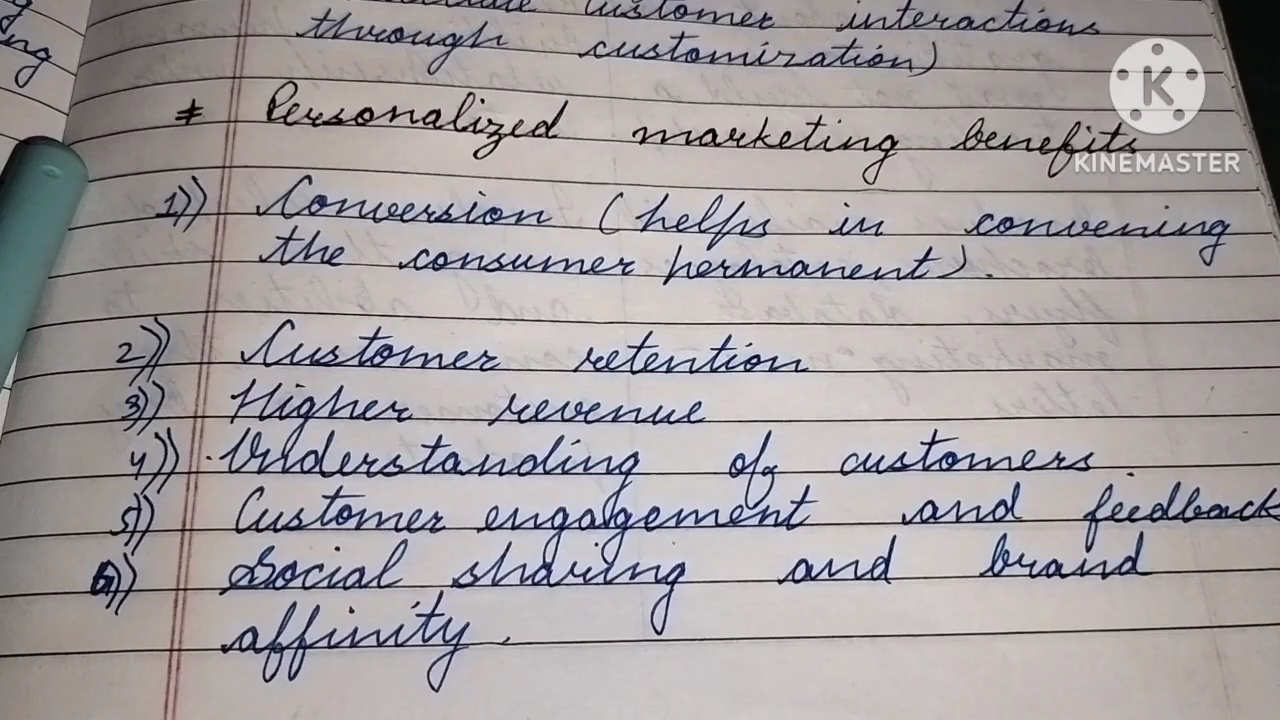 customer interactions
ng
through customization)
* Personalized marketing benefits
K
KINEMASTER
1)) Conversion (helps in convening
the consumer permanent).
2)) Customer retention
3)) Higher revenue
4)) Understanding of customers.
5)) Customer engagement and feedback
6)) Social sharing and brand
affinity.